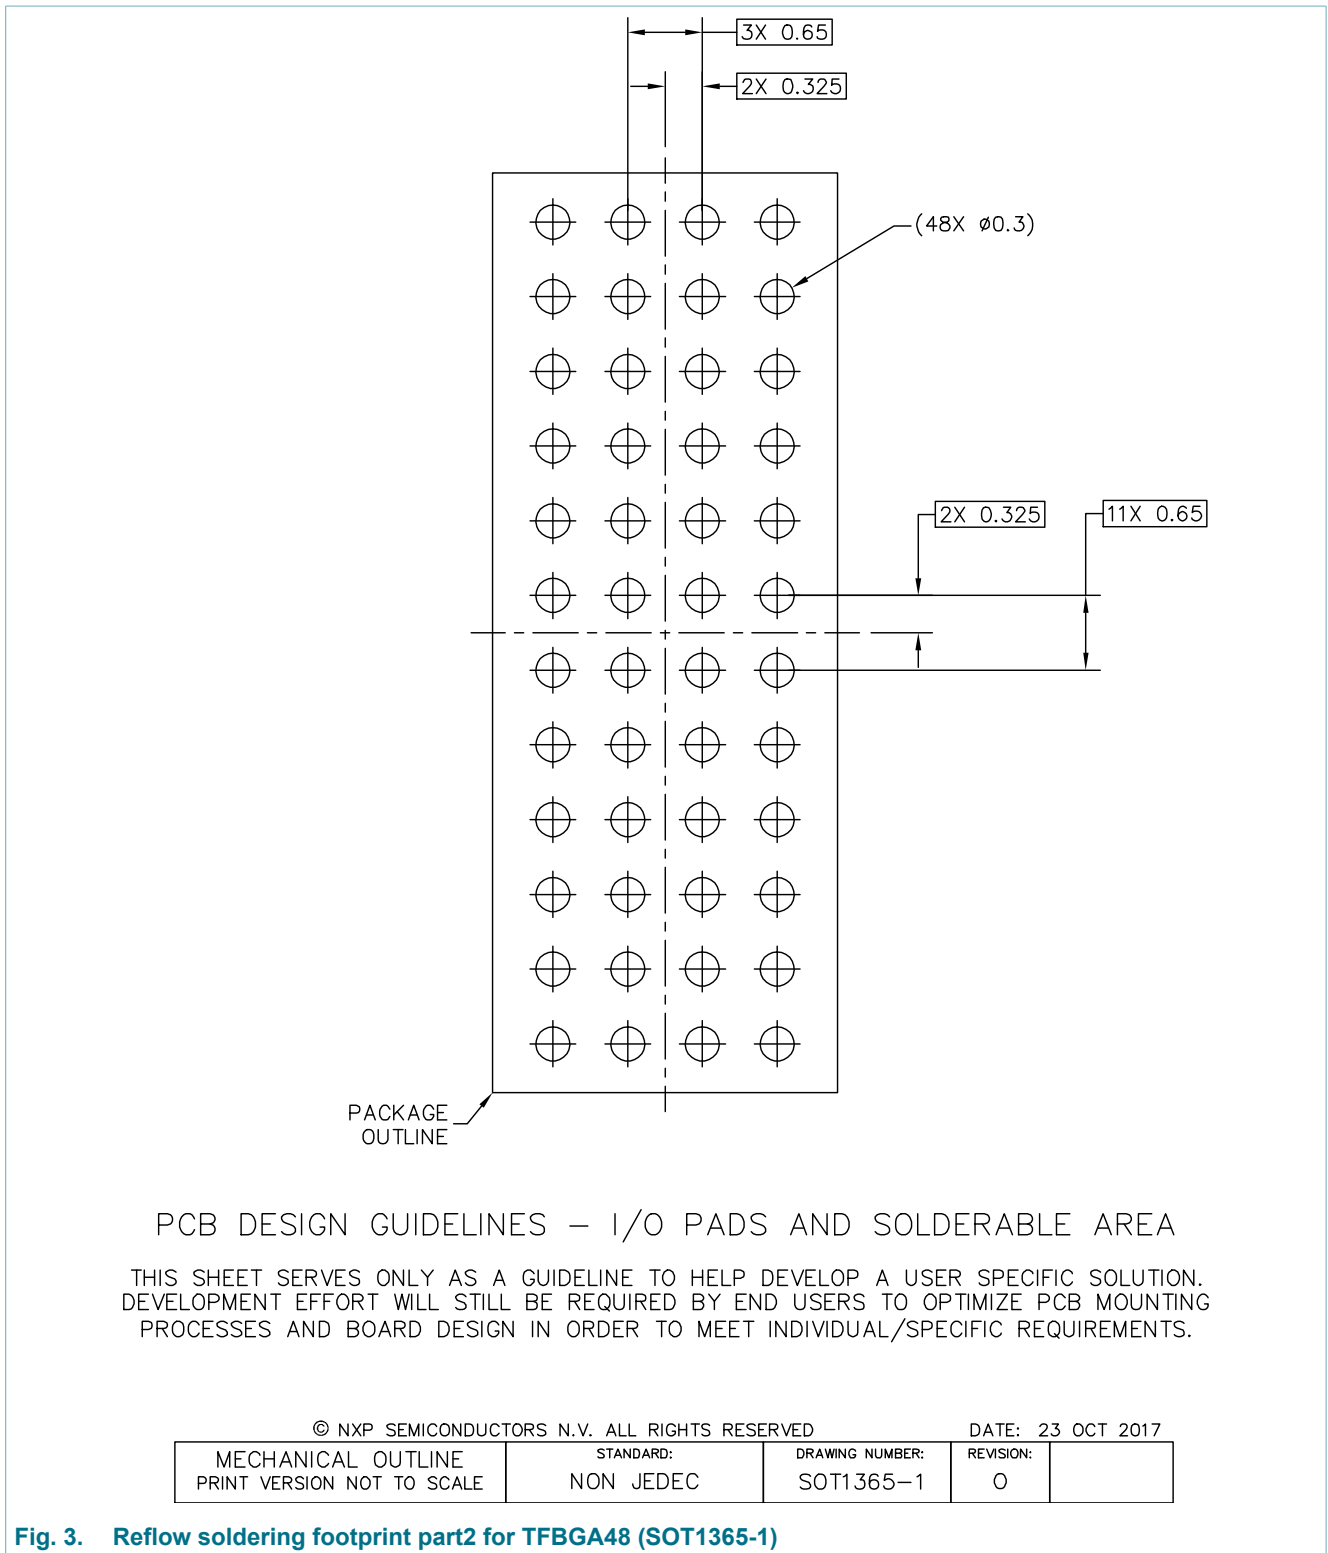 3X 0.65
2X 0.325
(48X ⌀0.3)
2X 0.325
11X 0.65
PACKAGE
OUTLINE
PCB DESIGN GUIDELINES – I/O PADS AND SOLDERABLE AREA
THIS SHEET SERVES ONLY AS A GUIDELINE TO HELP DEVELOP A USER SPECIFIC SOLUTION.
DEVELOPMENT EFFORT WILL STILL BE REQUIRED BY END USERS TO OPTIMIZE PCB MOUNTING
PROCESSES AND BOARD DESIGN IN ORDER TO MEET INDIVIDUAL/SPECIFIC REQUIREMENTS.
© NXP SEMICONDUCTORS N.V. ALL RIGHTS RESERVED DATE: 23 OCT 2017
MECHANICAL OUTLINE
PRINT VERSION NOT TO SCALE
STANDARD:
NON JEDEC
DRAWING NUMBER:
SOT1365–1
REVISION:
O
Fig. 3. Reflow soldering footprint part2 for TFBGA48 (SOT1365-1)